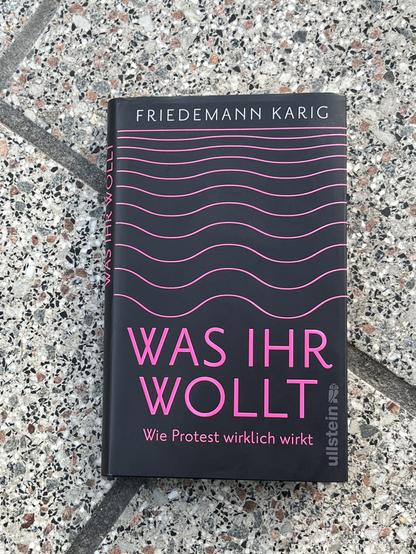 FRIEDEMANN KARIG
WAS IHR WOLLT
WAS IHR
WOLLT
Wie Protest wirklich wirkt
ullstein